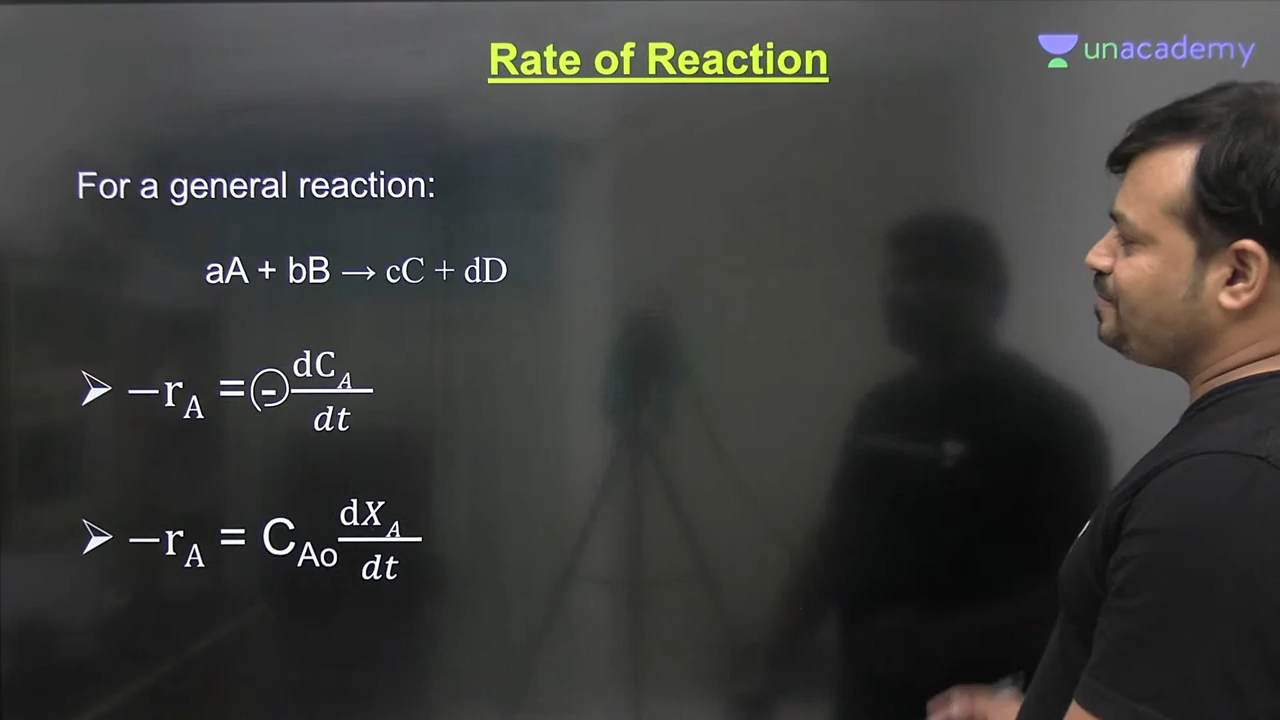 Rate of Reaction
unacademy
For a general reaction:
aA + bB → cC + dD
➢ −r_A = - dC_A/dt
➢ −r_A = C_Ao dX_A/dt